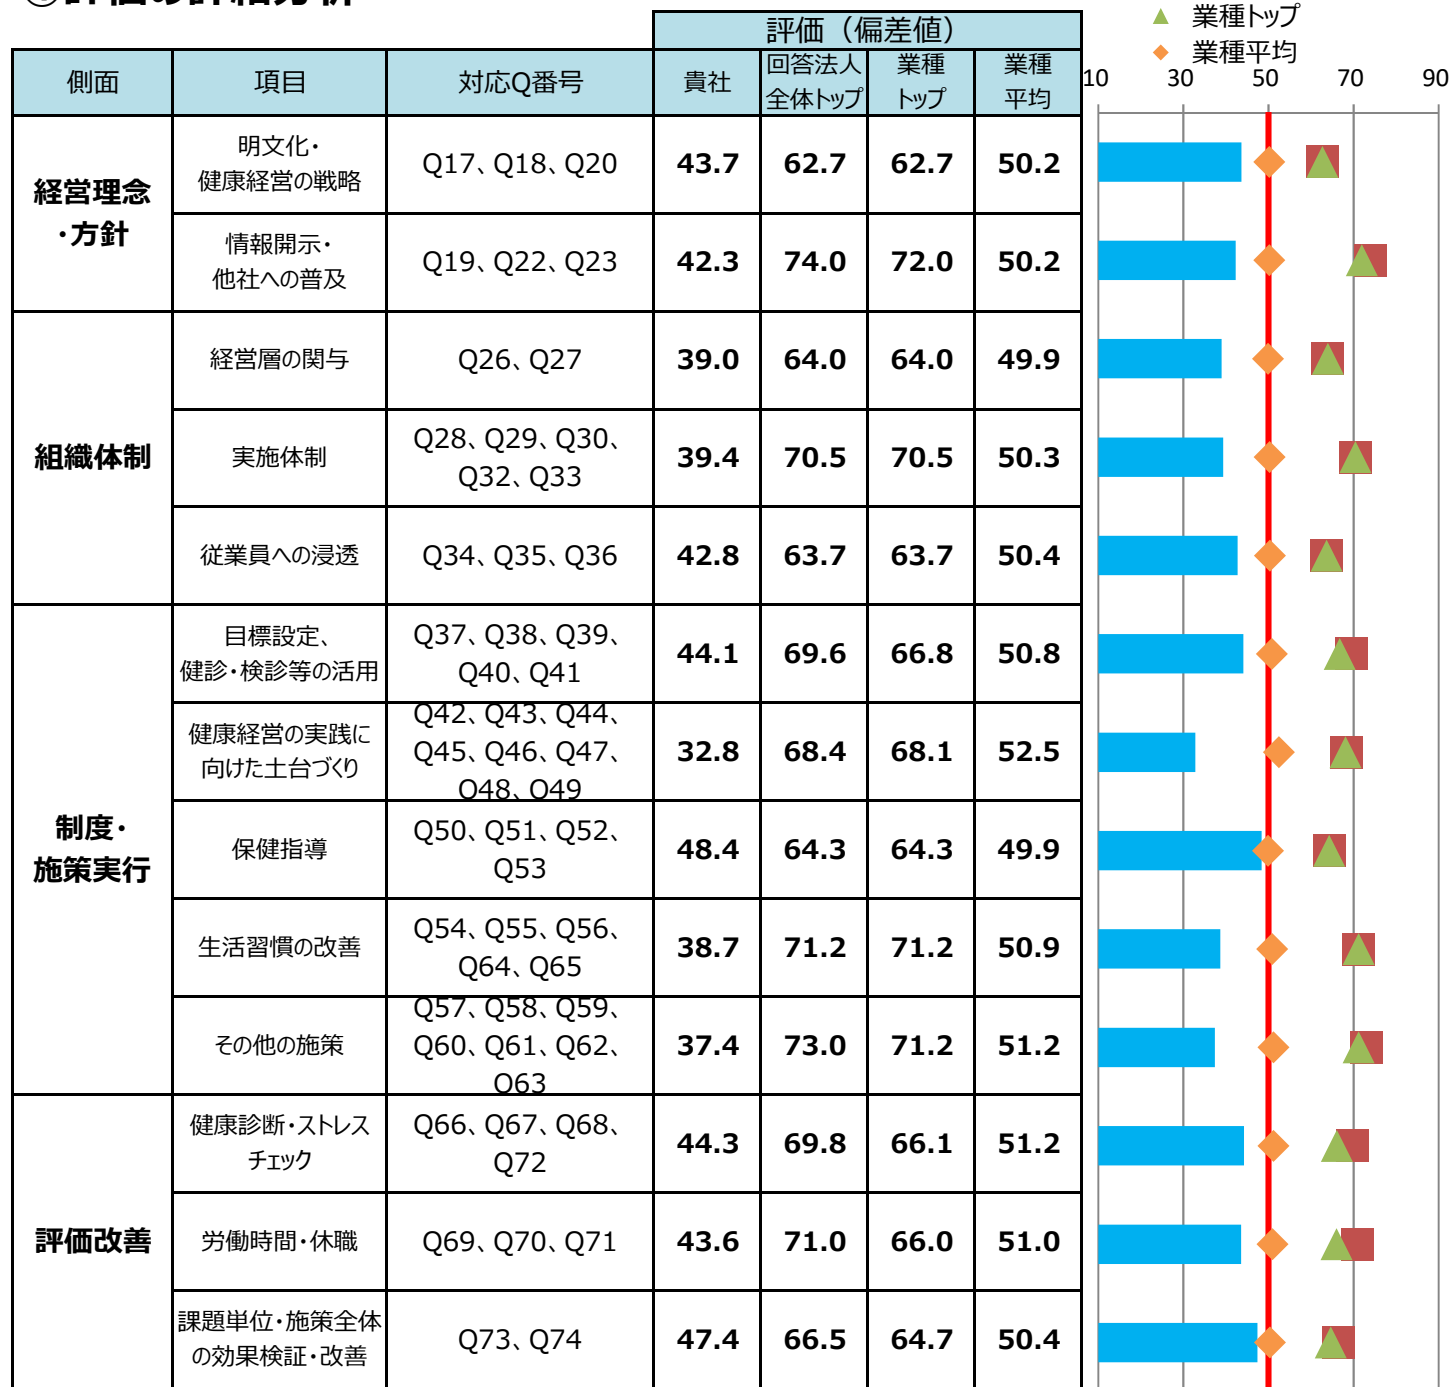 評価（偏差値）
▲ 業種トップ
◆ 業種平均
側面 項目 対応Q番号 貴社 回答法人 業種 業種
全体トップ トップ 平均
10 30 50 70 90
経営理念
・方針
明文化・
健康経営の戦略
Q17、Q18、Q20 43.7 62.7 62.7 50.2
情報開示・
他社への普及
Q19、Q22、Q23 42.3 74.0 72.0 50.2
組織体制
経営層の関与 Q26、Q27 39.0 64.0 64.0 49.9
実施体制
Q28、Q29、Q30、
Q32、Q33
39.4 70.5 70.5 50.3
従業員への浸透 Q34、Q35、Q36 42.8 63.7 63.7 50.4
制度・
施策実行
目標設定、
健診・検診等の活用
Q37、Q38、Q39、
Q40、Q41
44.1 69.6 66.8 50.8
健康経営の実践に
向けた土台づくり
Q42、Q43、Q44、
Q45、Q46、Q47、
Q48、Q49
32.8 68.4 68.1 52.5
保健指導
Q50、Q51、Q52、
Q53
48.4 64.3 64.3 49.9
生活習慣の改善
Q54、Q55、Q56、
Q64、Q65
38.7 71.2 71.2 50.9
その他の施策
Q57、Q58、Q59、
Q60、Q61、Q62、
Q63
37.4 73.0 71.2 51.2
評価改善
健康診断・ストレス
チェック
Q66、Q67、Q68、
Q72
44.3 69.8 66.1 51.2
労働時間・休職 Q69、Q70、Q71 43.6 71.0 66.0 51.0
課題単位・施策全体
の効果検証・改善
Q73、Q74 47.4 66.5 64.7 50.4